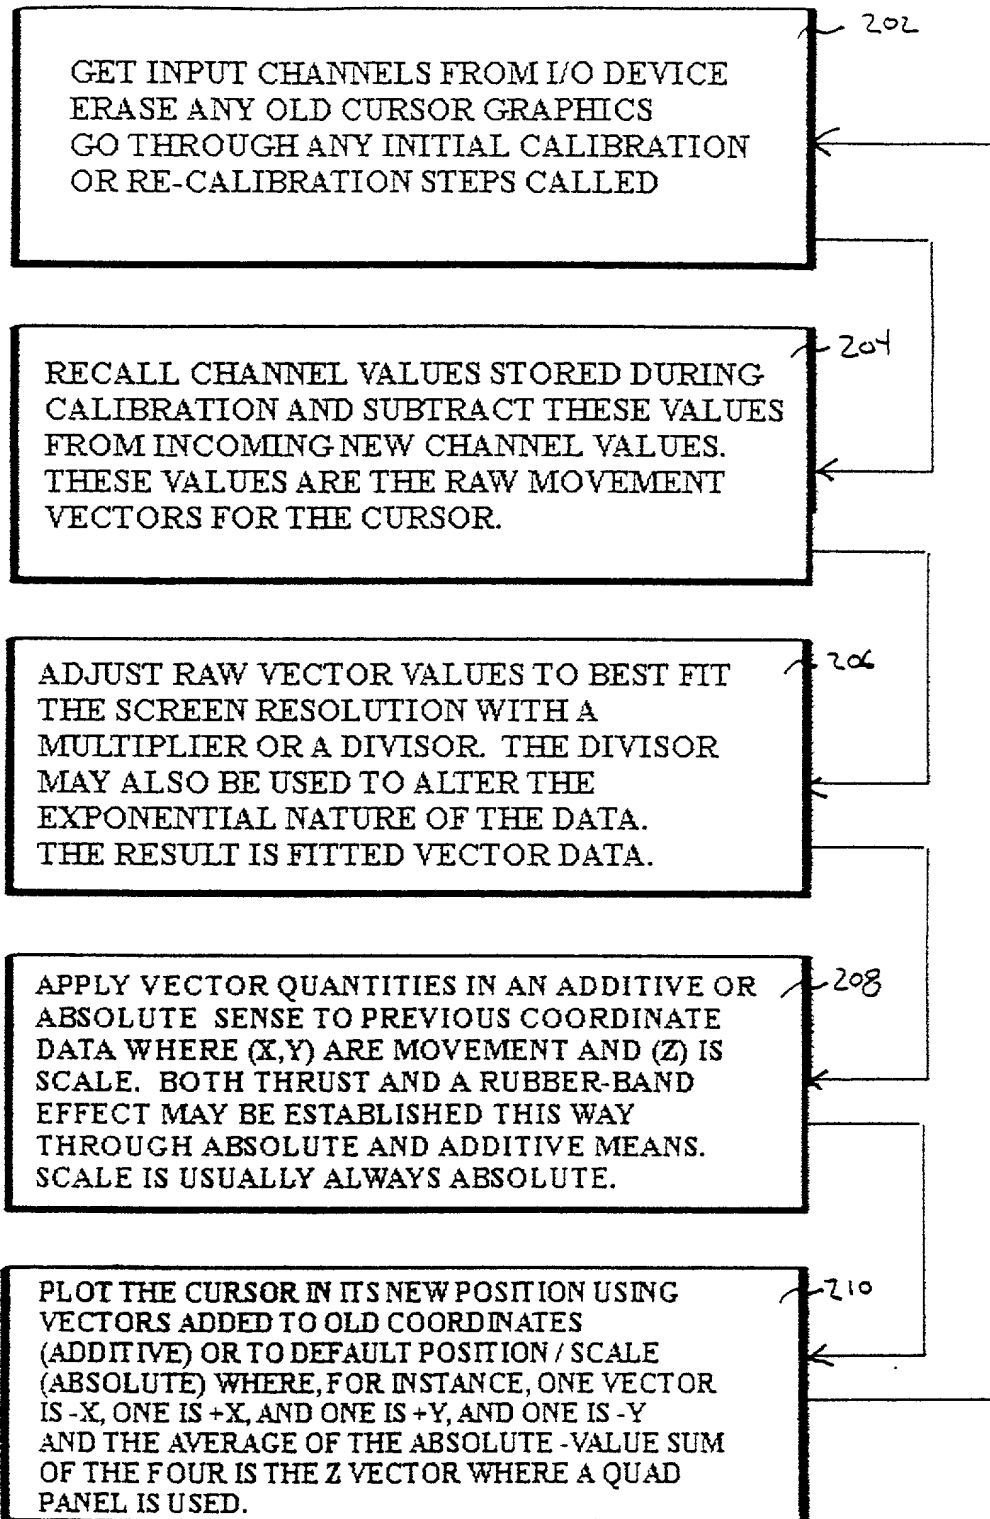 202
GET INPUT CHANNELS FROM I/O DEVICE
ERASE ANY OLD CURSOR GRAPHICS
GO THROUGH ANY INITIAL CALIBRATION
OR RE-CALIBRATION STEPS CALLED
204
RECALL CHANNEL VALUES STORED DURING
CALIBRATION AND SUBTRACT THESE VALUES
FROM INCOMING NEW CHANNEL VALUES.
THESE VALUES ARE THE RAW MOVEMENT
VECTORS FOR THE CURSOR.
206
ADJUST RAW VECTOR VALUES TO BEST FIT
THE SCREEN RESOLUTION WITH A
MULTIPLIER OR A DIVISOR. THE DIVISOR
MAY ALSO BE USED TO ALTER THE
EXPONENTIAL NATURE OF THE DATA.
THE RESULT IS FITTED VECTOR DATA.
208
APPLY VECTOR QUANTITIES IN AN ADDITIVE OR
ABSOLUTE SENSE TO PREVIOUS COORDINATE
DATA WHERE (X,Y) ARE MOVEMENT AND (Z) IS
SCALE. BOTH THRUST AND A RUBBER-BAND
EFFECT MAY BE ESTABLISHED THIS WAY
THROUGH ABSOLUTE AND ADDITIVE MEANS.
SCALE IS USUALLY ALWAYS ABSOLUTE.
210
PLOT THE CURSOR IN ITS NEW POSITION USING
VECTORS ADDED TO OLD COORDINATES
(ADDITIVE) OR TO DEFAULT POSITION / SCALE
(ABSOLUTE) WHERE, FOR INSTANCE, ONE VECTOR
IS -X, ONE IS +X, AND ONE IS +Y, AND ONE IS -Y
AND THE AVERAGE OF THE ABSOLUTE -VALUE SUM
OF THE FOUR IS THE Z VECTOR WHERE A QUAD
PANEL IS USED.